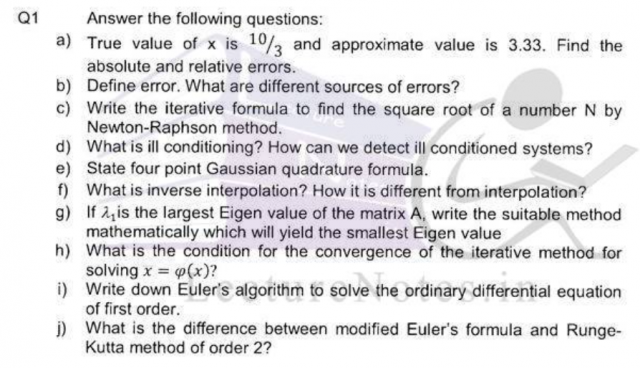 Q1 Answer the following questions:
a) True value of x is 10/3 and approximate value is 3.33. Find the
absolute and relative errors.
b) Define error. What are different sources of errors?
c) Write the iterative formula to find the square root of a number N by
Newton-Raphson method.
d) What is ill conditioning? How can we detect ill conditioned systems?
e) State four point Gaussian quadrature formula.
f) What is inverse interpolation? How it is different from interpolation?
g) If λ₁is the largest Eigen value of the matrix A, write the suitable method
mathematically which will yield the smallest Eigen value
h) What is the condition for the convergence of the iterative method for
solving x = φ(x)?
i) Write down Euler's algorithm to solve the ordinary differential equation
of first order.
j) What is the difference between modified Euler's formula and Runge-
Kutta method of order 2?
LectureNotes.in